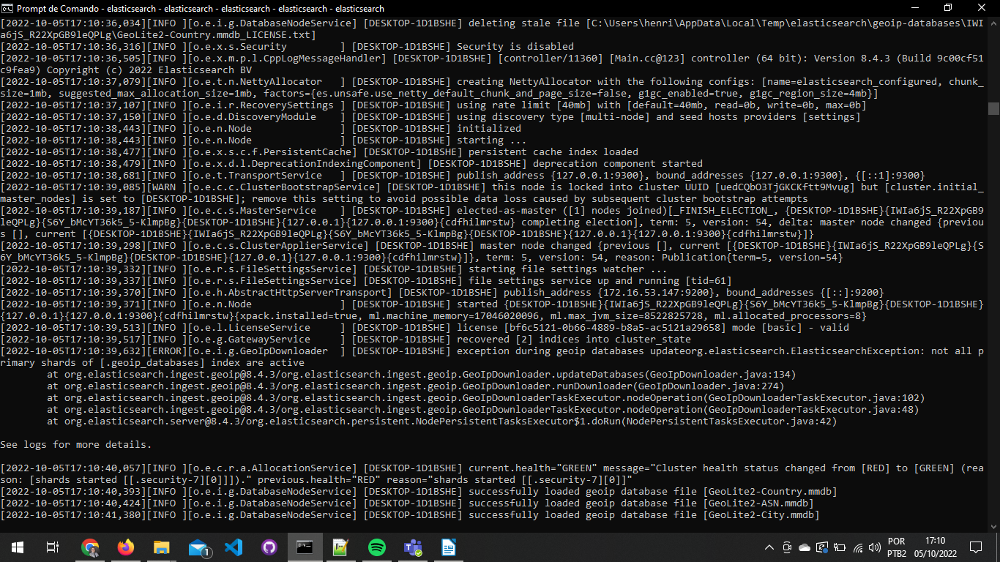 Prompt de Comando - elasticsearch - elasticsearch - elasticsearch - elasticsearch - elasticsearch
[2022-10-05T17:10:36,034][INFO ][o.e.i.g.DatabaseNodeService] [DESKTOP-1D1BSHE] deleting stale file [C:\Users\henri\AppData\Local\Temp\elasticsearch\geoip-databases\IWI
a6jS_R22XpGB9leQPLg\GeoLite2-Country.mmdb_LICENSE.txt]
[2022-10-05T17:10:36,316][INFO ][o.e.x.s.Security         ] [DESKTOP-1D1BSHE] Security is disabled
[2022-10-05T17:10:36,505][INFO ][o.e.x.m.p.l.CppLogMessageHandler] [DESKTOP-1D1BSHE] [controller/11360] [Main.cc@123] controller (64 bit): Version 8.4.3 (Build 9c00cf51
c9fea9) Copyright (c) 2022 Elasticsearch BV
[2022-10-05T17:10:37,079][INFO ][o.e.t.n.NettyAllocator   ] [DESKTOP-1D1BSHE] creating NettyAllocator with the following configs: [name=elasticsearch_configured, chunk_
size=1mb, suggested_max_allocation_size=1mb, factors={es.unsafe.use_netty_default_chunk_and_page_size=false, g1gc_enabled=true, g1gc_region_size=4mb}]
[2022-10-05T17:10:37,107][INFO ][o.e.i.r.RecoverySettings ] [DESKTOP-1D1BSHE] using rate limit [40mb] with [default=40mb, read=0b, write=0b, max=0b]
[2022-10-05T17:10:37,150][INFO ][o.e.d.DiscoveryModule    ] [DESKTOP-1D1BSHE] using discovery type [multi-node] and seed hosts providers [settings]
[2022-10-05T17:10:38,443][INFO ][o.e.n.Node               ] [DESKTOP-1D1BSHE] initialized
[2022-10-05T17:10:38,443][INFO ][o.e.n.Node               ] [DESKTOP-1D1BSHE] starting ...
[2022-10-05T17:10:38,477][INFO ][o.e.x.s.c.f.PersistentCache] [DESKTOP-1D1BSHE] persistent cache index loaded
[2022-10-05T17:10:38,479][INFO ][o.e.x.d.l.DeprecationIndexingComponent] [DESKTOP-1D1BSHE] deprecation component started
[2022-10-05T17:10:38,681][INFO ][o.e.t.TransportService   ] [DESKTOP-1D1BSHE] publish_address {127.0.0.1:9300}, bound_addresses {127.0.0.1:9300}, {[::1]:9300}
[2022-10-05T17:10:39,085][WARN ][o.e.c.c.ClusterBootstrapService] [DESKTOP-1D1BSHE] this node is locked into cluster UUID [uedCQbO3TjGKCKftt9Mvug] but [cluster.initial_
master_nodes] is set to [DESKTOP-1D1BSHE]; remove this setting to avoid possible data loss caused by subsequent cluster bootstrap attempts
[2022-10-05T17:10:39,187][INFO ][o.e.c.s.MasterService    ] [DESKTOP-1D1BSHE] elected-as-master ([1] nodes joined)[_FINISH_ELECTION_, {DESKTOP-1D1BSHE}{IWIa6jS_R22XpGB9
leQPLg}{S6Y_bMcYT36k5_5-KlmpBg}{DESKTOP-1D1BSHE}{127.0.0.1}{127.0.0.1:9300}{cdfhilmrstw} completing election], term: 5, version: 54, delta: master node changed {previou
s [], current [{DESKTOP-1D1BSHE}{IWIa6jS_R22XpGB9leQPLg}{S6Y_bMcYT36k5_5-KlmpBg}{DESKTOP-1D1BSHE}{127.0.0.1}{127.0.0.1:9300}{cdfhilmrstw}]}
[2022-10-05T17:10:39,298][INFO ][o.e.c.s.ClusterApplierService] [DESKTOP-1D1BSHE] master node changed {previous [], current [{DESKTOP-1D1BSHE}{IWIa6jS_R22XpGB9leQPLg}{S
6Y_bMcYT36k5_5-KlmpBg}{DESKTOP-1D1BSHE}{127.0.0.1}{127.0.0.1:9300}{cdfhilmrstw}]}, term: 5, version: 54, reason: Publication{term=5, version=54}
[2022-10-05T17:10:39,332][INFO ][o.e.r.s.FileSettingsService] [DESKTOP-1D1BSHE] starting file settings watcher ...
[2022-10-05T17:10:39,337][INFO ][o.e.r.s.FileSettingsService] [DESKTOP-1D1BSHE] file settings service up and running [tid=61]
[2022-10-05T17:10:39,370][INFO ][o.e.h.AbstractHttpServerTransport] [DESKTOP-1D1BSHE] publish_address {172.16.53.147:9200}, bound_addresses {[::]:9200}
[2022-10-05T17:10:39,371][INFO ][o.e.n.Node               ] [DESKTOP-1D1BSHE] started {DESKTOP-1D1BSHE}{IWIa6jS_R22XpGB9leQPLg}{S6Y_bMcYT36k5_5-KlmpBg}{DESKTOP-1D1BSHE}
{127.0.0.1}{127.0.0.1:9300}{cdfhilmrstw}{xpack.installed=true, ml.machine_memory=17046020096, ml.max_jvm_size=8522825728, ml.allocated_processors=8}
[2022-10-05T17:10:39,513][INFO ][o.e.l.LicenseService     ] [DESKTOP-1D1BSHE] license [bf6c5121-0b66-4889-b8a5-ac5121a29658] mode [basic] - valid
[2022-10-05T17:10:39,517][INFO ][o.e.g.GatewayService     ] [DESKTOP-1D1BSHE] recovered [2] indices into cluster_state
[2022-10-05T17:10:39,632][ERROR][o.e.i.g.GeoIpDownloader  ] [DESKTOP-1D1BSHE] exception during geoip databases updateorg.elasticsearch.ElasticsearchException: not all p
rimary shards of [.geoip_databases] index are active
at org.elasticsearch.ingest.geoip@8.4.3/org.elasticsearch.ingest.geoip.GeoIpDownloader.updateDatabases(GeoIpDownloader.java:134)
at org.elasticsearch.ingest.geoip@8.4.3/org.elasticsearch.ingest.geoip.GeoIpDownloader.runDownloader(GeoIpDownloader.java:274)
at org.elasticsearch.ingest.geoip@8.4.3/org.elasticsearch.ingest.geoip.GeoIpDownloaderTaskExecutor.nodeOperation(GeoIpDownloaderTaskExecutor.java:102)
at org.elasticsearch.ingest.geoip@8.4.3/org.elasticsearch.ingest.geoip.GeoIpDownloaderTaskExecutor.nodeOperation(GeoIpDownloaderTaskExecutor.java:48)
at org.elasticsearch.server@8.4.3/org.elasticsearch.persistent.NodePersistentTasksExecutor$1.doRun(NodePersistentTasksExecutor.java:42)
See logs for more details.
[2022-10-05T17:10:40,057][INFO ][o.e.c.r.a.AllocationService] [DESKTOP-1D1BSHE] current.health="GREEN" message="Cluster health status changed from [RED] to [GREEN] (rea
son: [shards started [[.security-7][0]]])." previous.health="RED" reason="shards started [[.security-7][0]]"
[2022-10-05T17:10:40,393][INFO ][o.e.i.g.DatabaseNodeService] [DESKTOP-1D1BSHE] successfully loaded geoip database file [GeoLite2-Country.mmdb]
[2022-10-05T17:10:40,424][INFO ][o.e.i.g.DatabaseNodeService] [DESKTOP-1D1BSHE] successfully loaded geoip database file [GeoLite2-ASN.mmdb]
[2022-10-05T17:10:41,380][INFO ][o.e.i.g.DatabaseNodeService] [DESKTOP-1D1BSHE] successfully loaded geoip database file [GeoLite2-City.mmdb]
1
POR
PTB2
17:10
05/10/2022